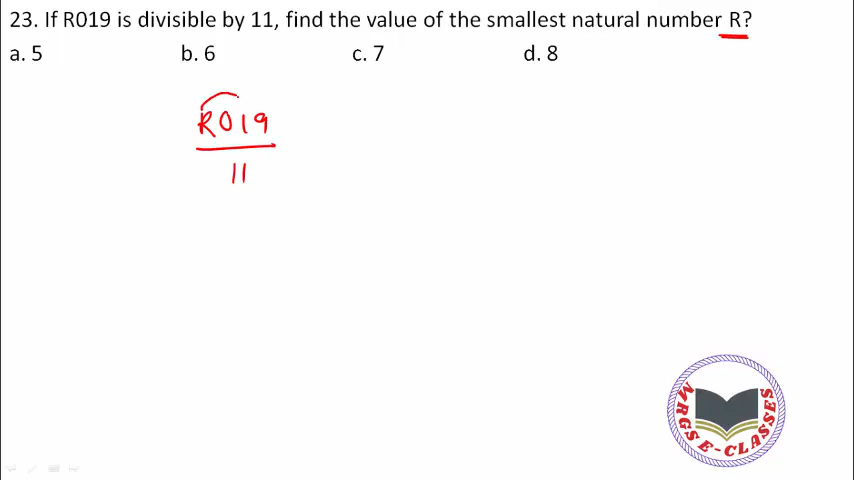 23. If R019 is divisible by 11, find the value of the smallest natural number R?
a. 5 b. 6 c. 7 d. 8
R019
11
MRGS E-CLASSES